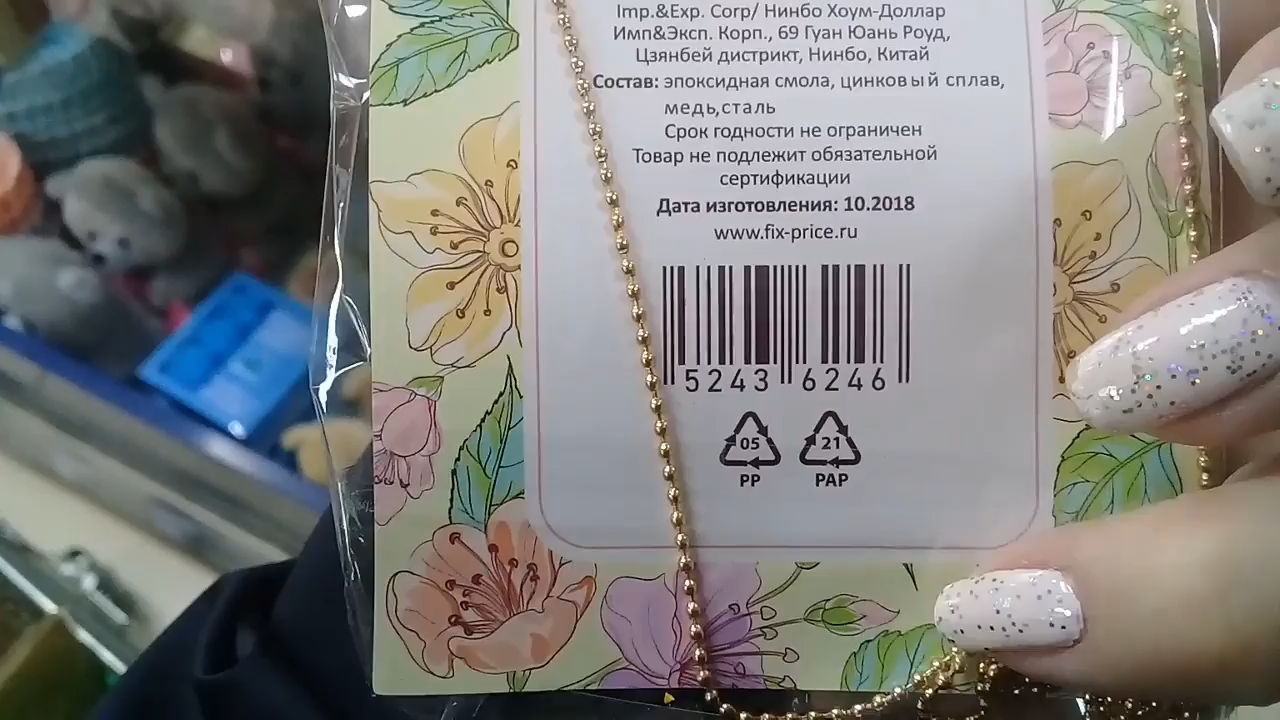 Imp.&Exp. Corp/ Нинбо Хоум-Доллар
Имп&Эксп. Корп., 69 Гуан Юань Роуд,
Цзянбей дистрикт, Нинбо, Китай
Состав: эпоксидная смола, цинковый сплав,
медь,сталь
Срок годности не ограничен
Товар не подлежит обязательной
сертификации
Дата изготовления: 10.2018
www.fix-price.ru
5243 6246
05 21
PP PAP